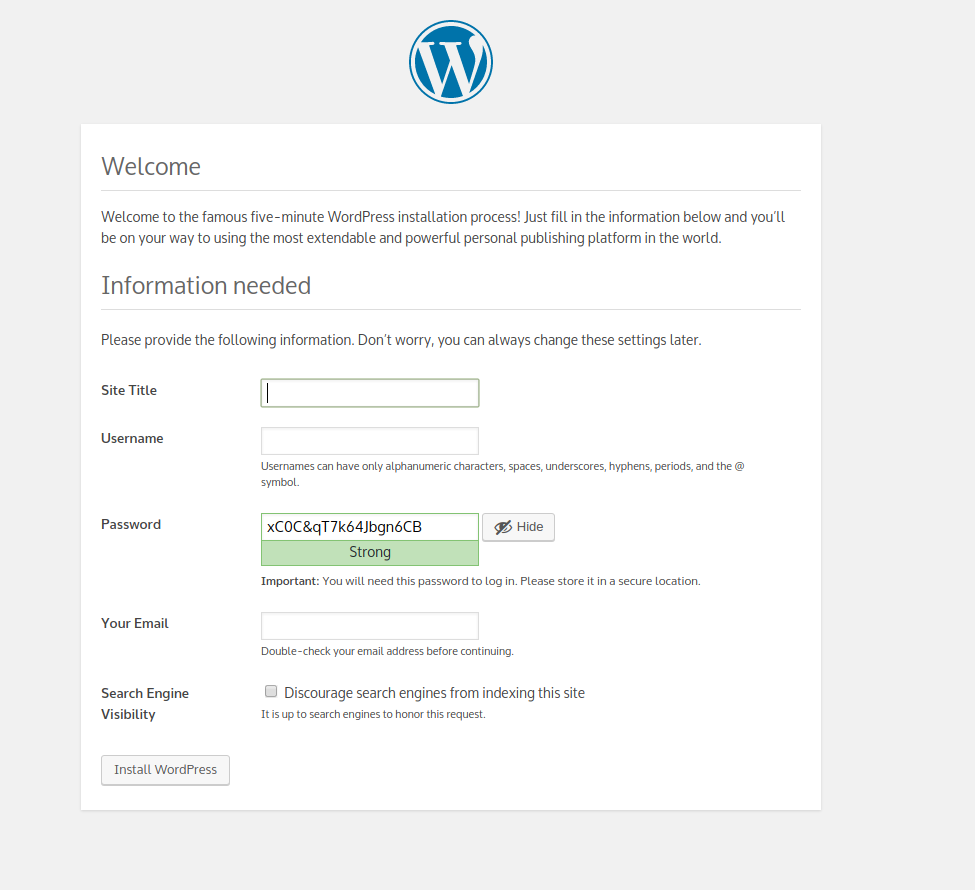 Welcome
Welcome to the famous five-minute WordPress installation process! Just fill in the information below and you'll
be on your way to using the most extendable and powerful personal publishing platform in the world.
Information needed
Please provide the following information. Don't worry, you can always change these settings later.
Site Title
Username
Usernames can have only alphanumeric characters, spaces, underscores, hyphens, periods, and the @
symbol.
Password
xC0C&qT7k64Jbgn6CB
Hide
Strong
Important: You will need this password to log in. Please store it in a secure location.
Your Email
Double-check your email address before continuing.
Search Engine
Visibility
Discourage search engines from indexing this site
It is up to search engines to honor this request.
Install WordPress